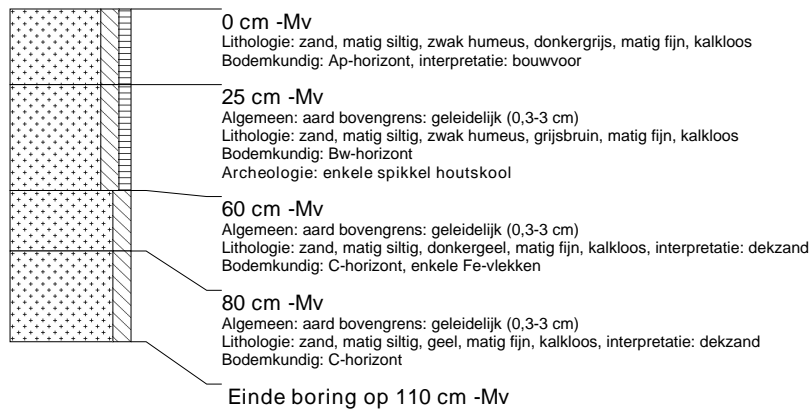 0 cm -Mv
Lithologie: zand, matig siltig, zwak humeus, donkergrijs, matig fijn, kalkloos
Bodemkundig: Ap-horizont, interpretatie: bouwvoor
25 cm -Mv
Algemeen: aard bovengrens: geleidelijk (0,3-3 cm)
Lithologie: zand, matig siltig, zwak humeus, grijsbruin, matig fijn, kalkloos
Bodemkundig: Bw-horizont
Archeologie: enkele spikkel houtskool
60 cm -Mv
Algemeen: aard bovengrens: geleidelijk (0,3-3 cm)
Lithologie: zand, matig siltig, donkergeel, matig fijn, kalkloos, interpretatie: dekzand
Bodemkundig: C-horizont, enkele Fe-vlekken
80 cm -Mv
Algemeen: aard bovengrens: geleidelijk (0,3-3 cm)
Lithologie: zand, matig siltig, geel, matig fijn, kalkloos, interpretatie: dekzand
Bodemkundig: C-horizont
Einde boring op 110 cm -Mv